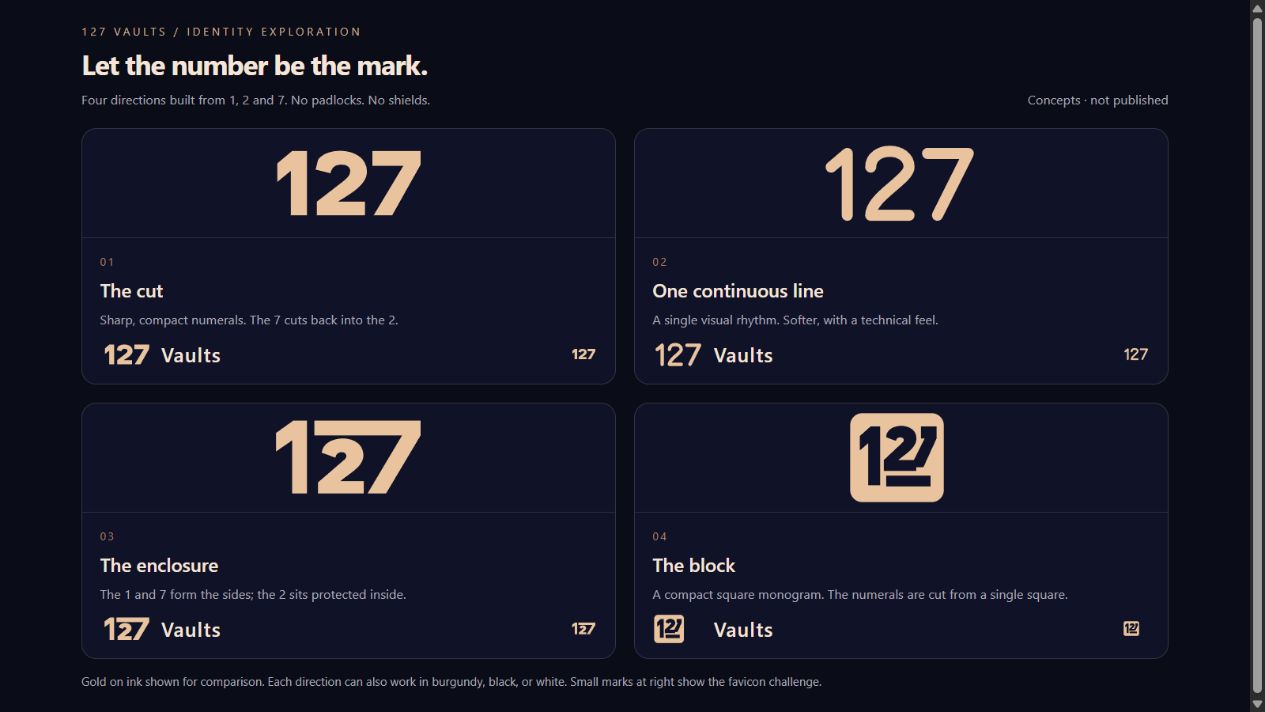 127 VAULTS / IDENTITY EXPLORATION
Let the number be the mark.
Four directions built from 1, 2 and 7. No padlocks. No shields.
Concepts · not published
127
01
The cut
Sharp, compact numerals. The 7 cuts back into the 2.
127 Vaults
127
127
02
One continuous line
A single visual rhythm. Softer, with a technical feel.
127 Vaults
127
127
03
The enclosure
The 1 and 7 form the sides; the 2 sits protected inside.
127 Vaults
127
127
04
The block
A compact square monogram. The numerals are cut from a single square.
127 Vaults
127
Gold on ink shown for comparison. Each direction can also work in burgundy, black, or white. Small marks at right show the favicon challenge.